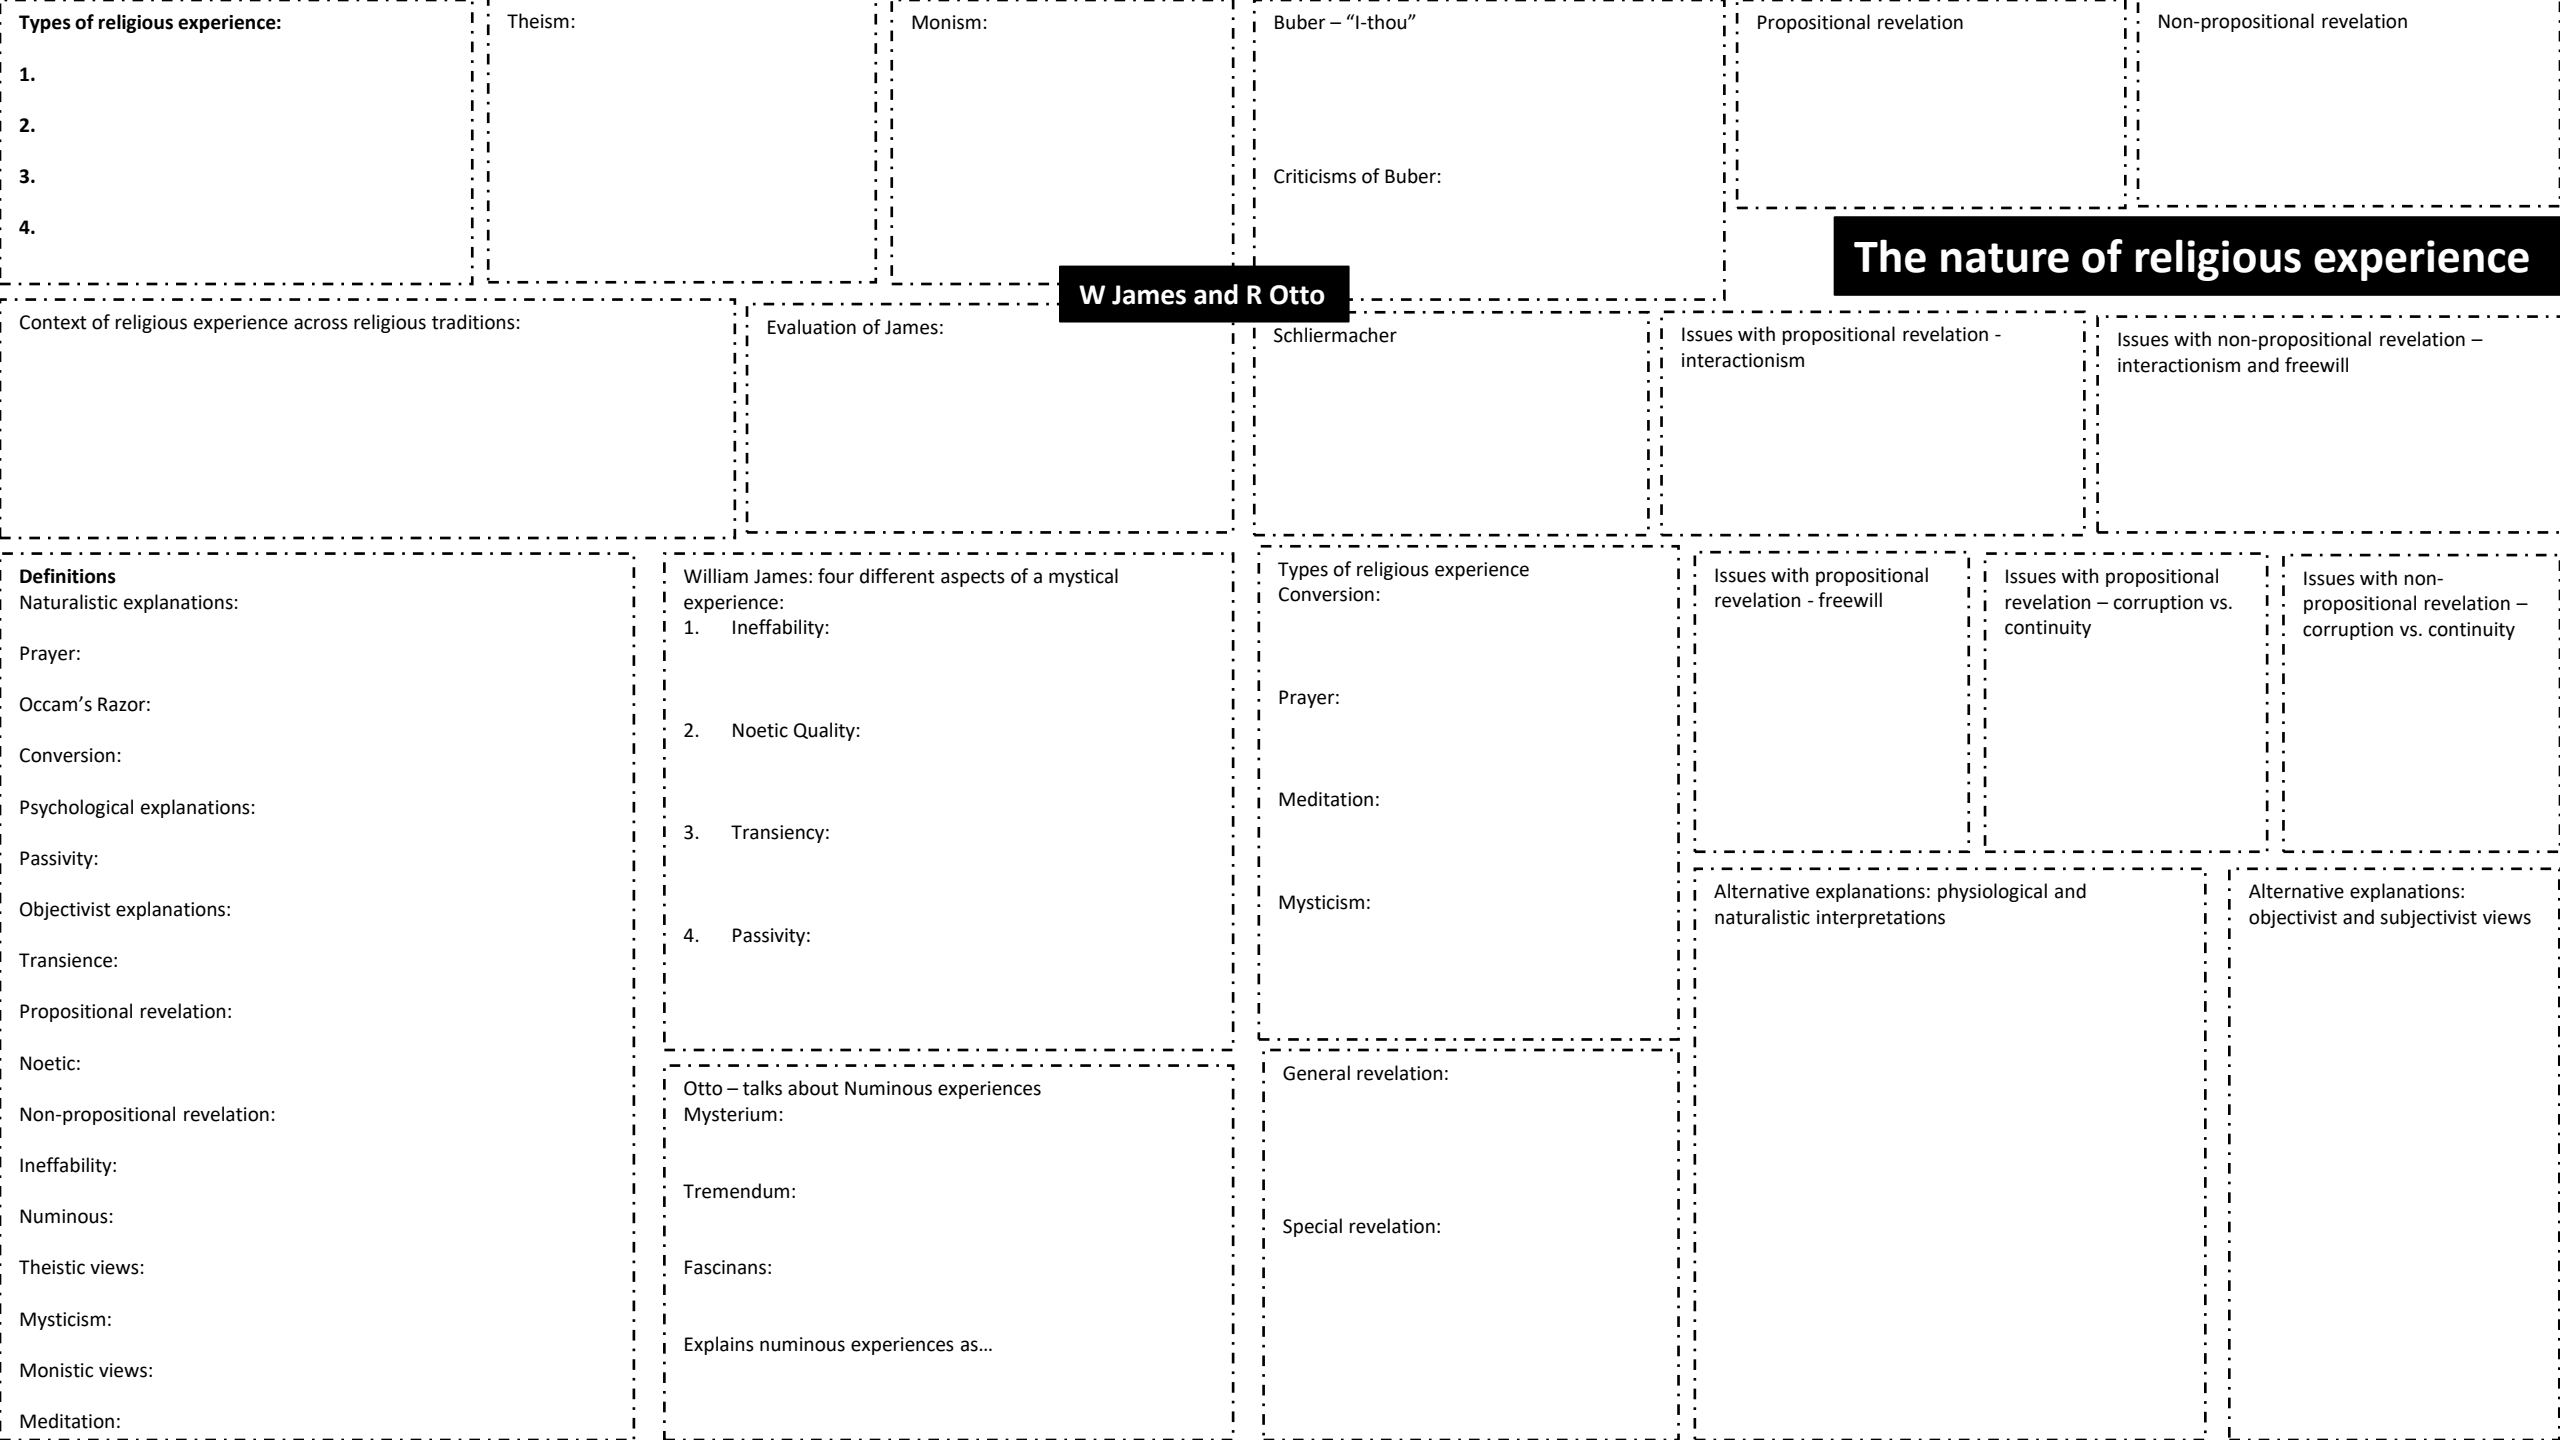 Types of religious experience:
1.
2.
3.
4.
Theism:
Monism:
Buber – “I-thou”
Criticisms of Buber:
Propositional revelation
Non-propositional revelation
The nature of religious experience
W James and R Otto
Context of religious experience across religious traditions:
Evaluation of James:
Schliermacher
Issues with propositional revelation -
interactionism
Issues with non-propositional revelation –
interactionism and freewill
Definitions
Naturalistic explanations:
Prayer:
Occam’s Razor:
Conversion:
Psychological explanations:
Passivity:
Objectivist explanations:
Transience:
Propositional revelation:
Noetic:
Non-propositional revelation:
Ineffability:
Numinous:
Theistic views:
Mysticism:
Monistic views:
Meditation:
William James: four different aspects of a mystical
experience:
1. Ineffability:
2. Noetic Quality:
3. Transiency:
4. Passivity:
Otto – talks about Numinous experiences
Mysterium:
Tremendum:
Fascinans:
Explains numinous experiences as…
Types of religious experience
Conversion:
Prayer:
Meditation:
Mysticism:
General revelation:
Special revelation:
Issues with propositional
revelation - freewill
Issues with propositional
revelation – corruption vs.
continuity
Issues with non-
propositional revelation –
corruption vs. continuity
Alternative explanations: physiological and
naturalistic interpretations
Alternative explanations:
objectivist and subjectivist views